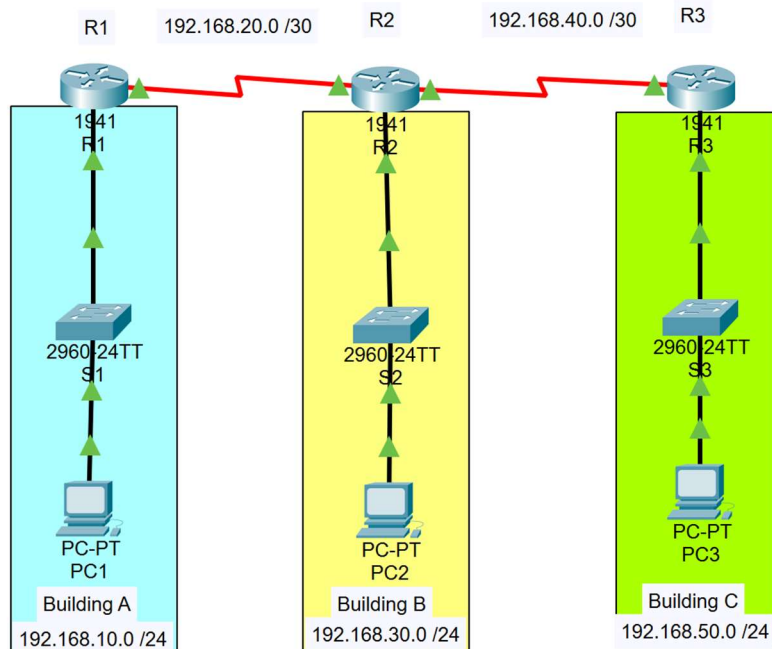 R1
192.168.20.0 /30
R2
192.168.40.0 /30
R3
1941
R1
1941
R2
1941
R3
2960-24TT
S1
2960-24TT
S2
2960-24TT
S3
PC-PT
PC1
PC-PT
PC2
PC-PT
PC3
Building A
192.168.10.0 /24
Building B
192.168.30.0 /24
Building C
192.168.50.0 /24